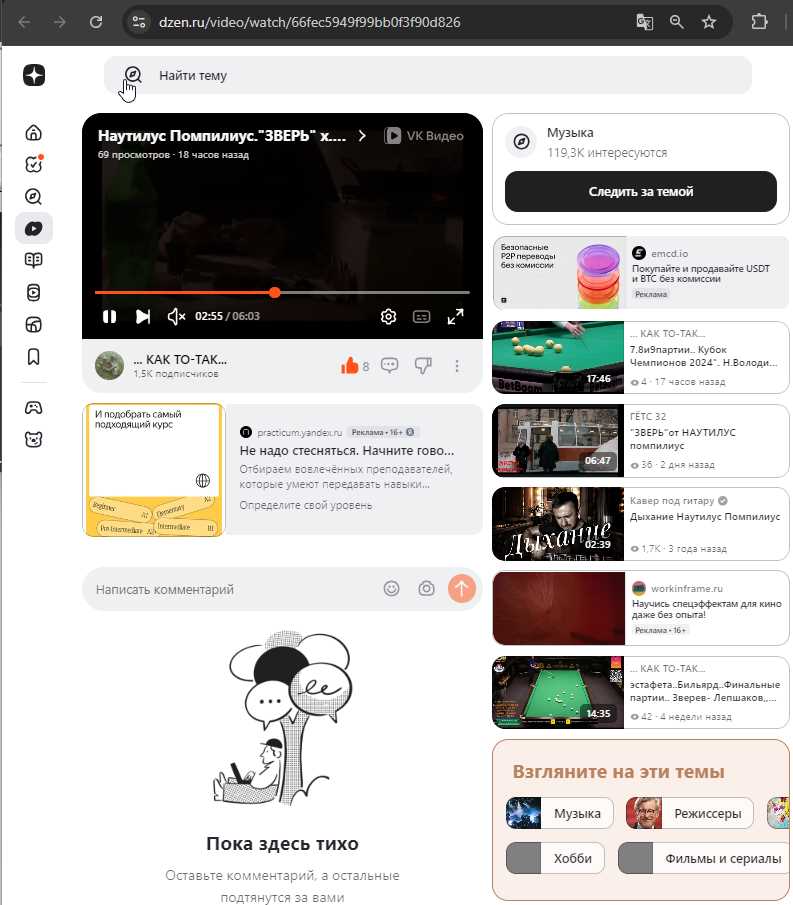 dzen.ru/video/watch/66fec5949f99bb0f3f90d826
Найти тему
Наутилус Помпилиус."ЗВЕРЬ" х....
VK Видео
69 просмотров · 18 часов назад
02:55 / 06:03
... КАК ТО-ТАК...
1,5K подписчиков
8
И подобрать самый
подходящий курс
Beginner
A1
Elementary
A2
Pre-Intermediate
Intermediate
B1
practicum.yandex.ru
Реклама • 16+
Не надо стесняться. Начните гово...
Отбираем вовлечённых преподавателей,
которые умеют передавать навыки...
Определите свой уровень
Написать комментарий
Пока здесь тихо
Оставьте комментарий, а остальные
подтянутся за вами
Музыка
119,3K интересуются
Следить за темой
Безопасные
P2P переводы
без комиссии
emcd.io
Покупайте и продавайте USDT
и BTC без комиссии
Реклама
BetBoom
17:46
... КАК ТО-ТАК...
7.8и9партии.. Кубок
Чемпионов 2024". Н.Володи...
4 · 17 часов назад
06:47
ГЁТС 32
"ЗВЕРЬ"от НАУТИЛУС
помпилиус
36 · 2 дня назад
Дыхание
02:39
Кавер под гитару
Дыхание Наутилус Помпилиус
1,7K · 3 года назад
workinframe.ru
Научись спецэффектам для кино
даже без опыта!
Реклама • 16+
14:35
... КАК ТО-ТАК...
эстафета..Бильярд..Финальные
партии.. Зверев- Лепшаков,,...
42 · 4 недели назад
Взгляните на эти темы
Музыка
Режиссеры
Хобби
Фильмы и сериалы